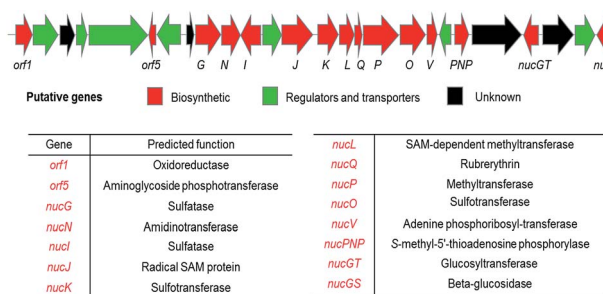 orf1 orf5 G N I J K L Q P O V PNP nucGT
Putative genes Biosynthetic Regulators and transporters Unknown
Gene Predicted function
orf1 Oxidoreductase
orf5 Aminoglycoside phosphotransferase
nucG Sulfatase
nucN Amidinotransferase
nucI Sulfatase
nucJ Radical SAM protein
nucK Sulfotransferase
nucL SAM-dependent methyltransferase
nucQ Rubrerythrin
nucP Methyltransferase
nucO Sulfotransferase
nucV Adenine phosphoribosyl-transferase
nucPNP S-methyl-5'-thioadenosine phosphorylase
nucGT Glucosyltransferase
nucGS Beta-glucosidase